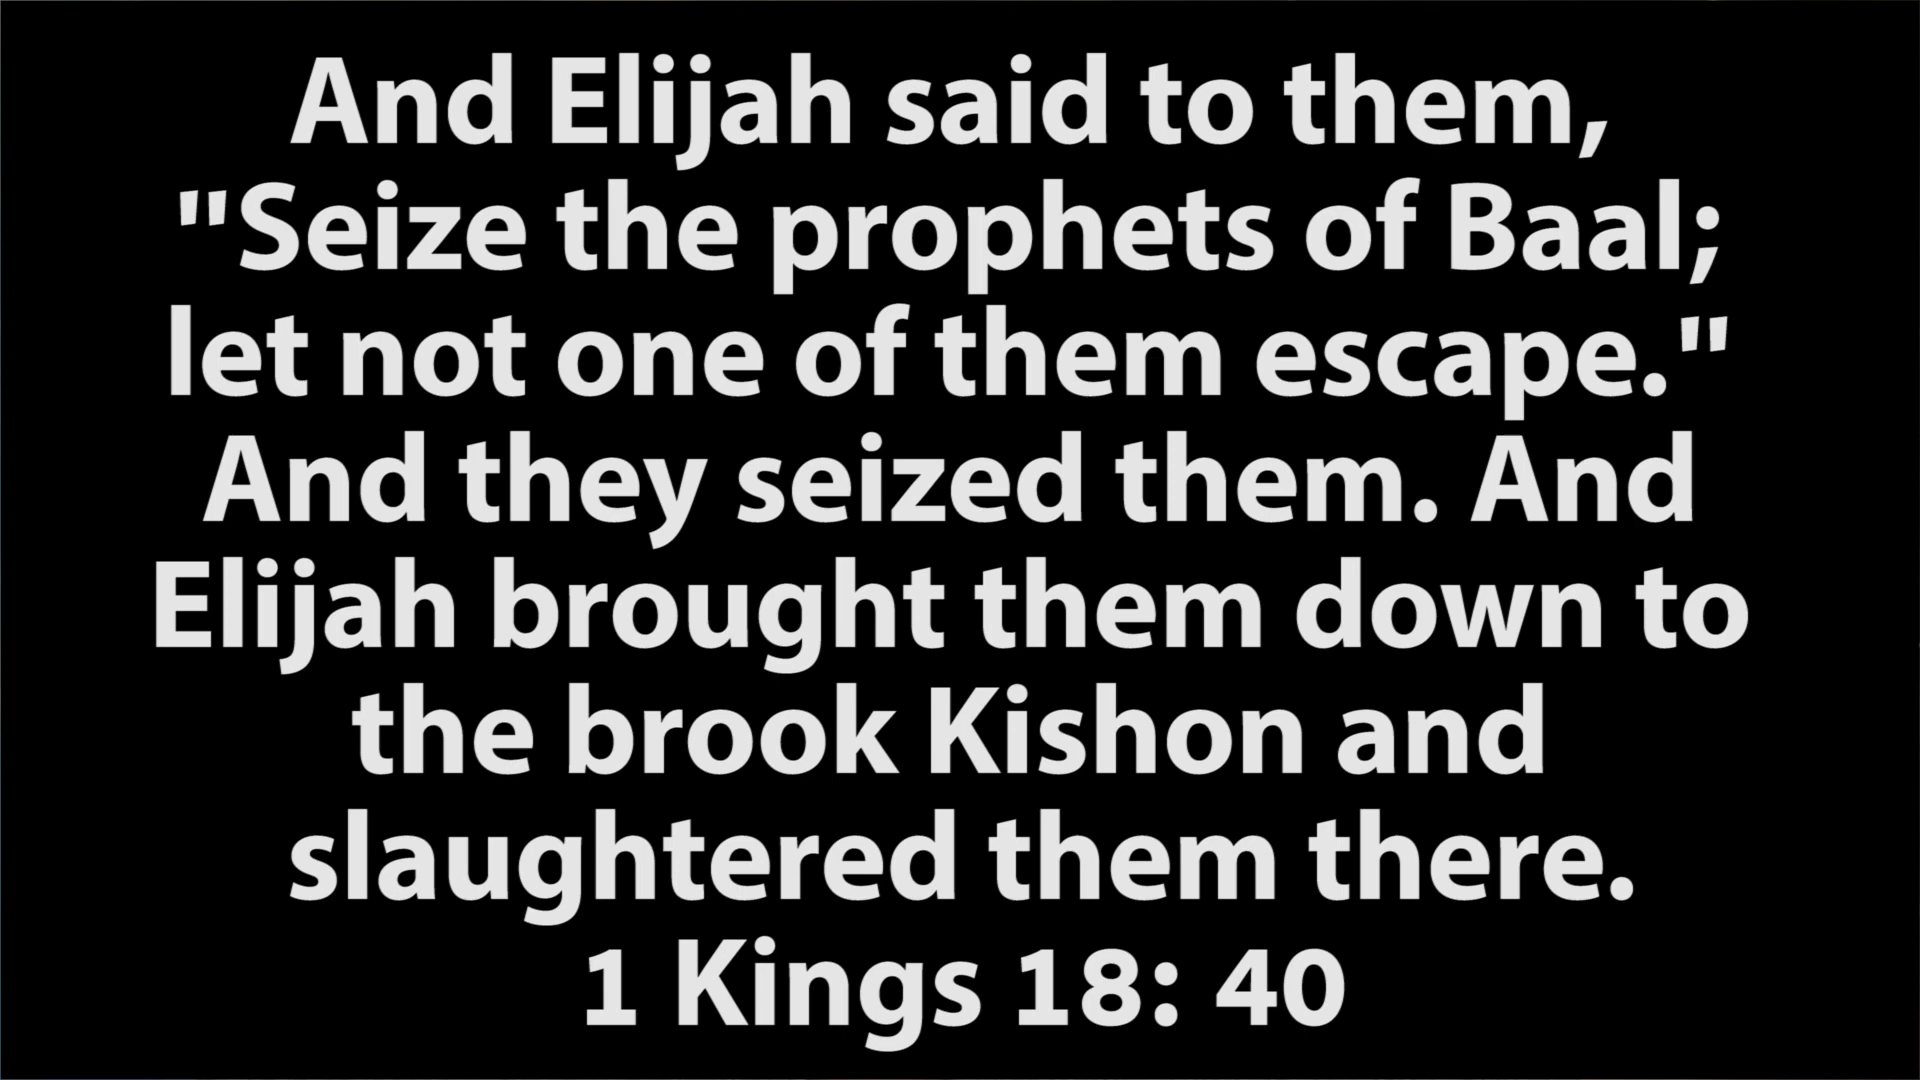 And Elijah said to them,
"Seize the prophets of Baal;
let not one of them escape."
And they seized them. And
Elijah brought them down to
the brook Kishon and
slaughtered them there.
1 Kings 18: 40